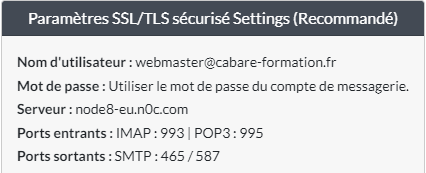 Paramètres SSL/TLS sécurisé Settings (Recommandé)
Nom d'utilisateur : webmaster@cabare-formation.fr
Mot de passe : Utiliser le mot de passe du compte de messagerie.
Serveur : node8-eu.n0c.com
Ports entrants : IMAP : 993 | POP3 : 995
Ports sortants : SMTP : 465 / 587